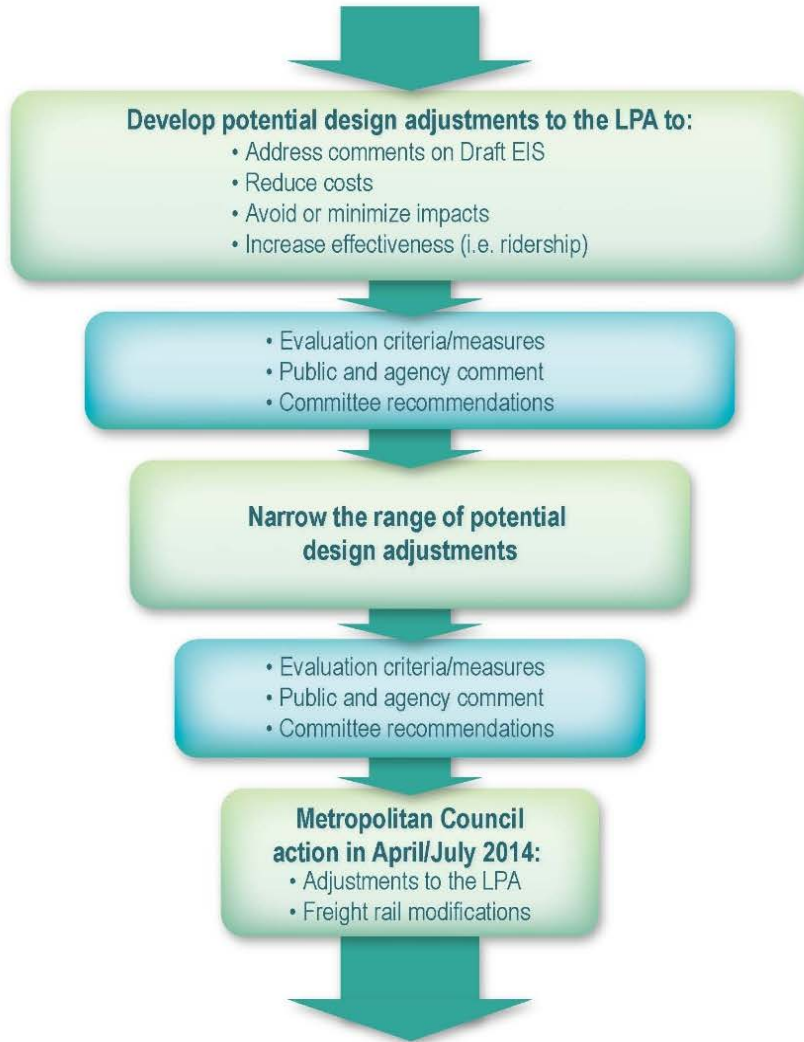 Develop potential design adjustments to the LPA to:
• Address comments on Draft EIS
• Reduce costs
• Avoid or minimize impacts
• Increase effectiveness (i.e. ridership)
• Evaluation criteria/measures
• Public and agency comment
• Committee recommendations
Narrow the range of potential
design adjustments
• Evaluation criteria/measures
• Public and agency comment
• Committee recommendations
Metropolitan Council
action in April/July 2014:
• Adjustments to the LPA
• Freight rail modifications